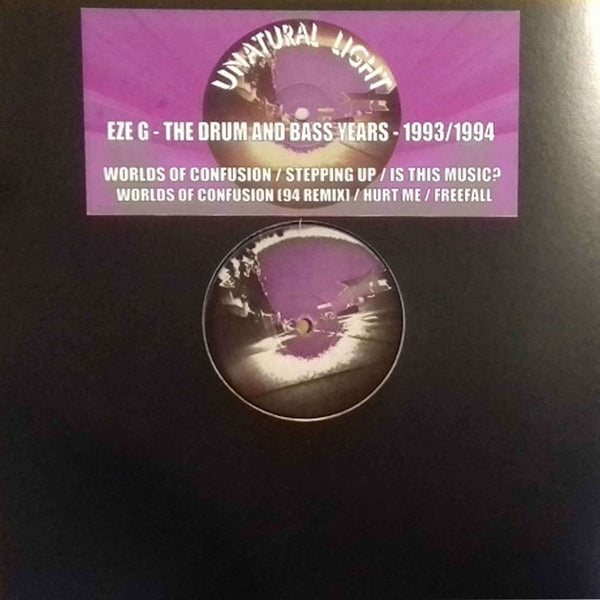 UNATURAL LIGHT
EZE G - THE DRUM AND BASS YEARS - 1993/1994
WORLDS OF CONFUSION / STEPPING UP / IS THIS MUSIC?
WORLDS OF CONFUSION (94 REMIX) / HURT ME / FREEFALL